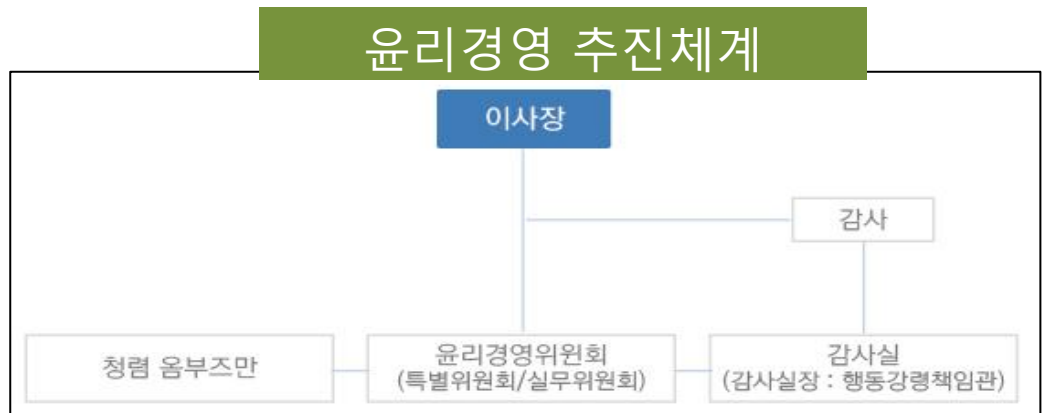 윤리경영 추진체계
이사장
감사
청렴 옴부즈만
윤리경영위원회
(특별위원회/실무위원회)
감사실
(감사실장 : 행동강령책임관)